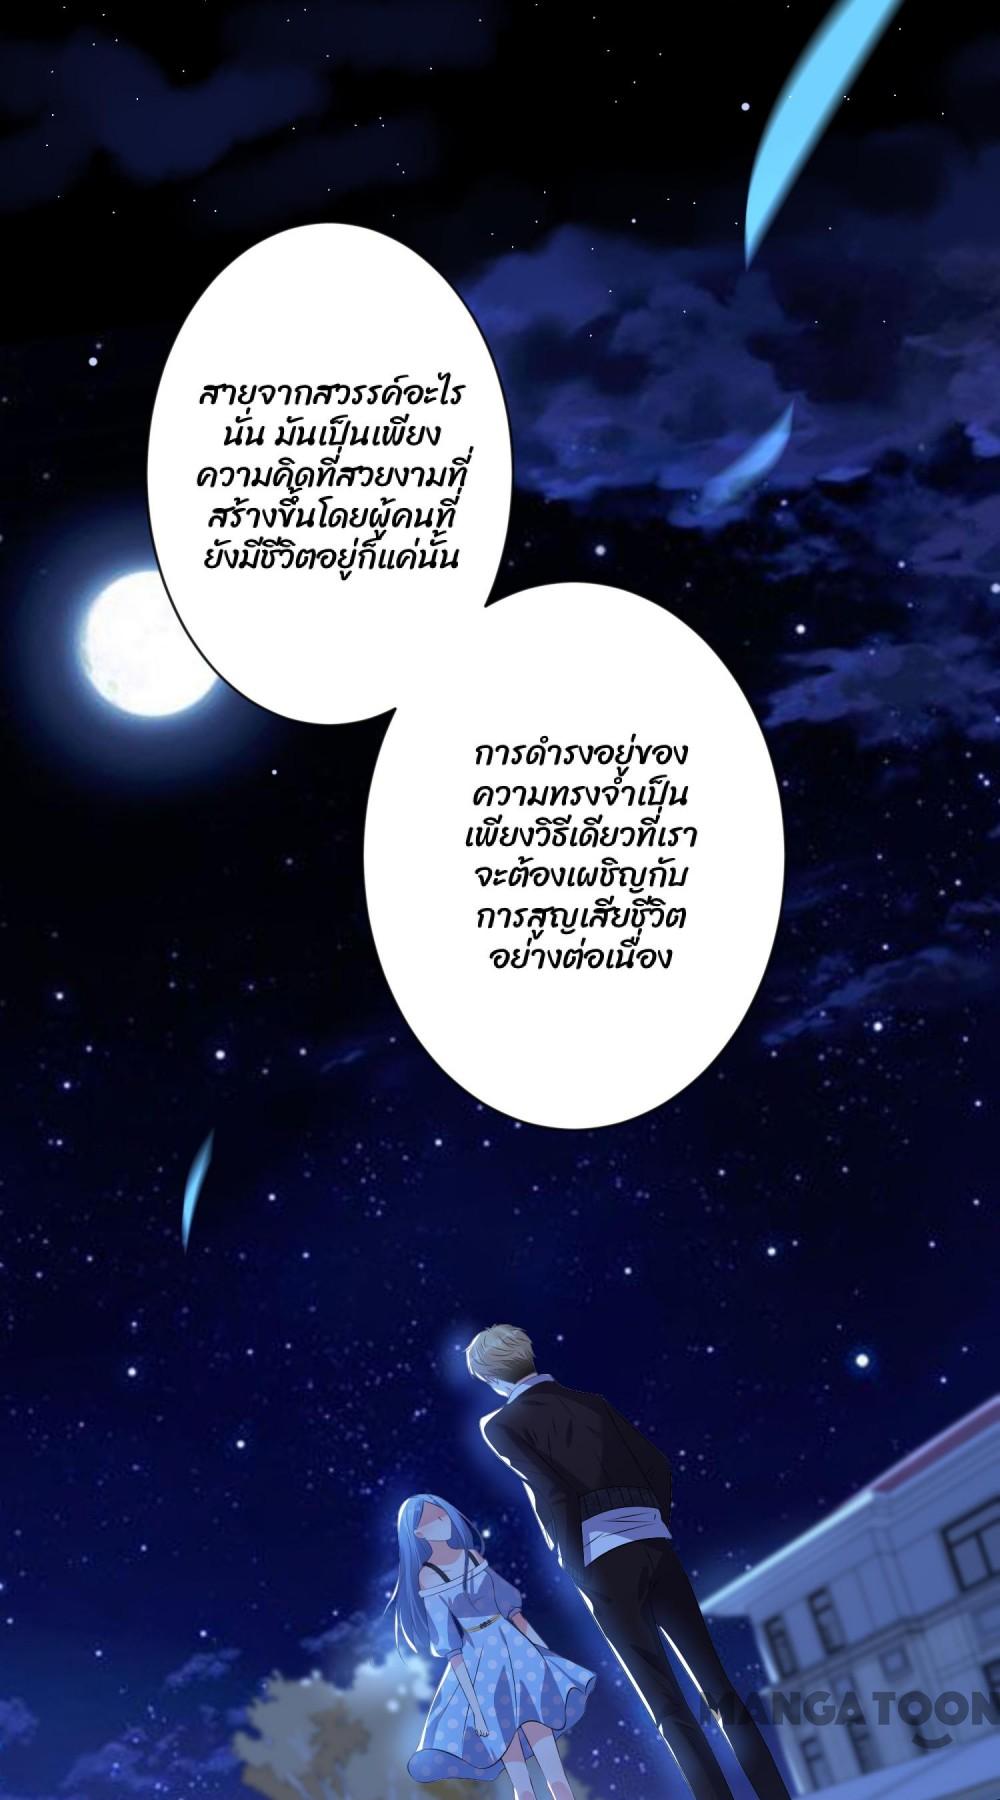 สายจากสวรรค์อะไร
นั่น มันเป็นเพียง
ความคิดที่สวยงามที่
สร้างขึ้นโดยผู้คนที่
ยังมีชีวิตอยู่ก็แค่นั้น
การดำรงอยู่ของ
ความทรงจำเป็น
เพียงวิธีเดียวที่เรา
จะต้องเผชิญกับ
การสูญเสียชีวิต
อย่างต่อเนื่อง
MANGA TOON